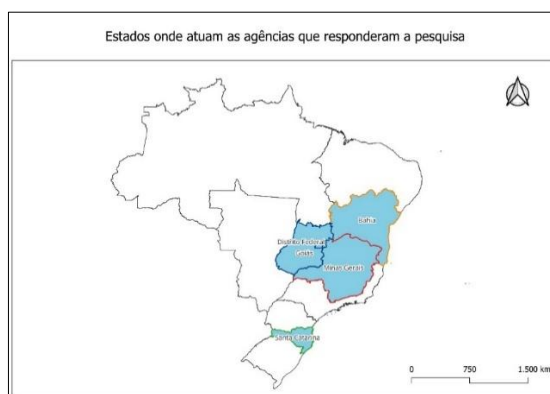 Estados onde atuam as agências que responderam a pesquisa
Bahia
Distrito Federal
Goiás
Minas Gerais
Santa Catarina
0 750 1.500 km